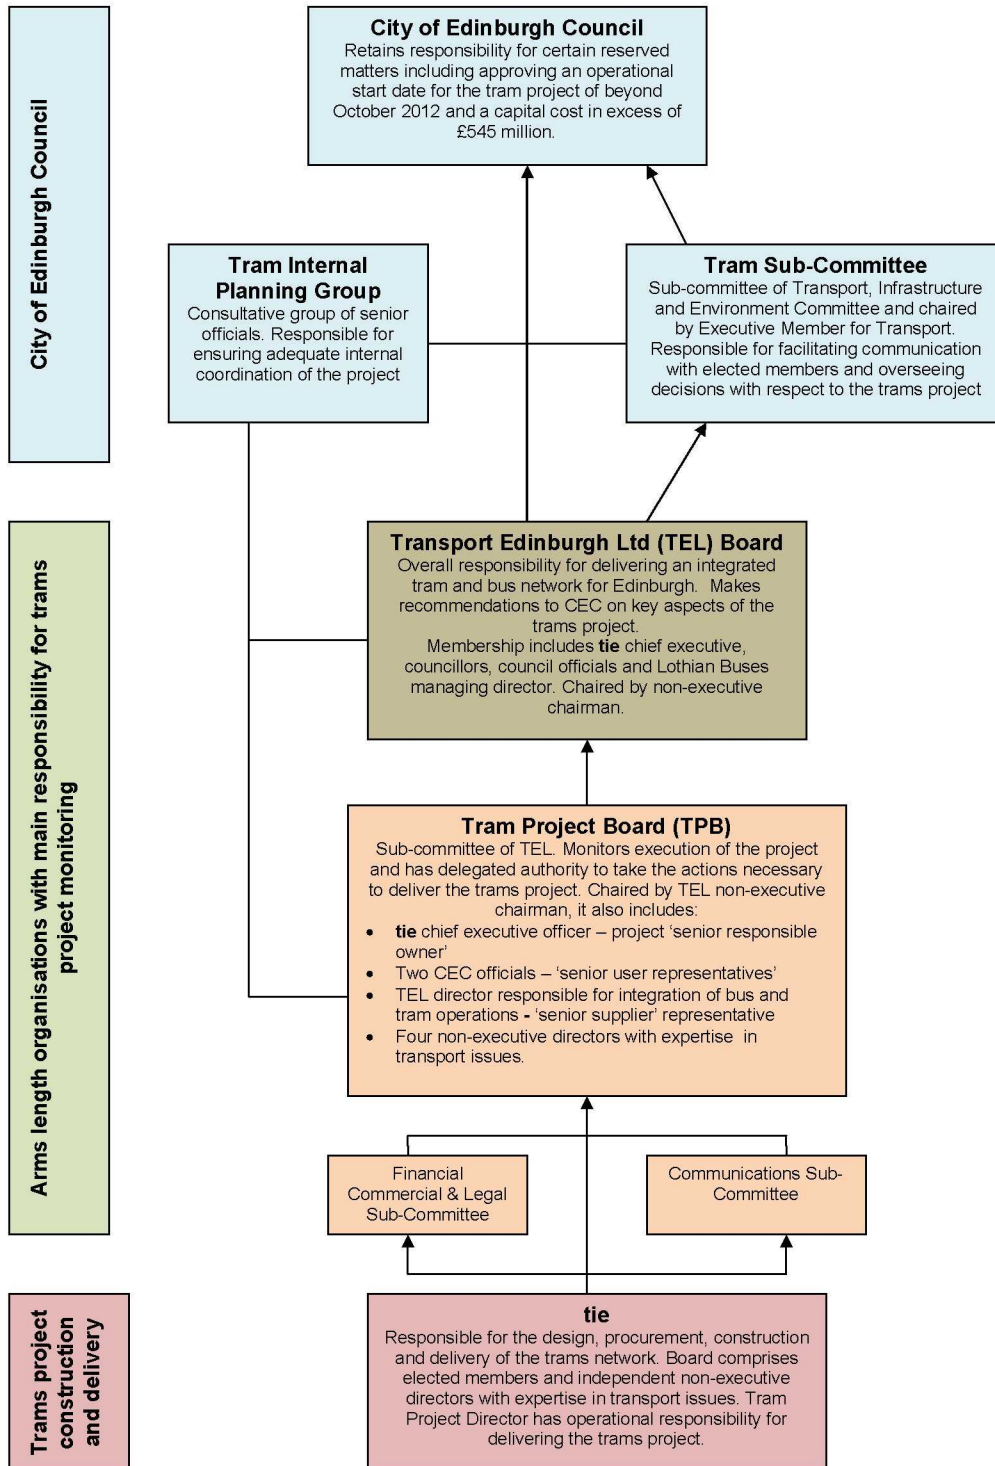 City of Edinburgh Council
City of Edinburgh Council
Retains responsibility for certain reserved
matters including approving an operational
start date for the tram project of beyond
October 2012 and a capital cost in excess of
£545 million.
Tram Internal
Planning Group
Consultative group of senior
officials. Responsible for
ensuring adequate internal
coordination of the project
Tram Sub-Committee
Sub-committee of Transport, Infrastructure
and Environment Committee and chaired
by Executive Member for Transport.
Responsible for facilitating communication
with elected members and overseeing
decisions with respect to the trams project
Arms length organisations with main responsibility for trams
project monitoring
Transport Edinburgh Ltd (TEL) Board
Overall responsibility for delivering an integrated
tram and bus network for Edinburgh. Makes
recommendations to CEC on key aspects of the
trams project.
Membership includes tie chief executive,
councillors, council officials and Lothian Buses
managing director. Chaired by non-executive
chairman.
Tram Project Board (TPB)
Sub-committee of TEL. Monitors execution of the project
and has delegated authority to take the actions necessary
to deliver the trams project. Chaired by TEL non-executive
chairman, it also includes:
• tie chief executive officer – project ‘senior responsible
owner’
• Two CEC officials – ‘senior user representatives’
• TEL director responsible for integration of bus and
tram operations - ‘senior supplier’ representative
• Four non-executive directors with expertise in
transport issues.
Financial
Commercial & Legal
Sub-Committee
Communications Sub-
Committee
Trams project
construction
and delivery
tie
Responsible for the design, procurement, construction
and delivery of the trams network. Board comprises
elected members and independent non-executive
directors with expertise in transport issues. Tram
Project Director has operational responsibility for
delivering the trams project.